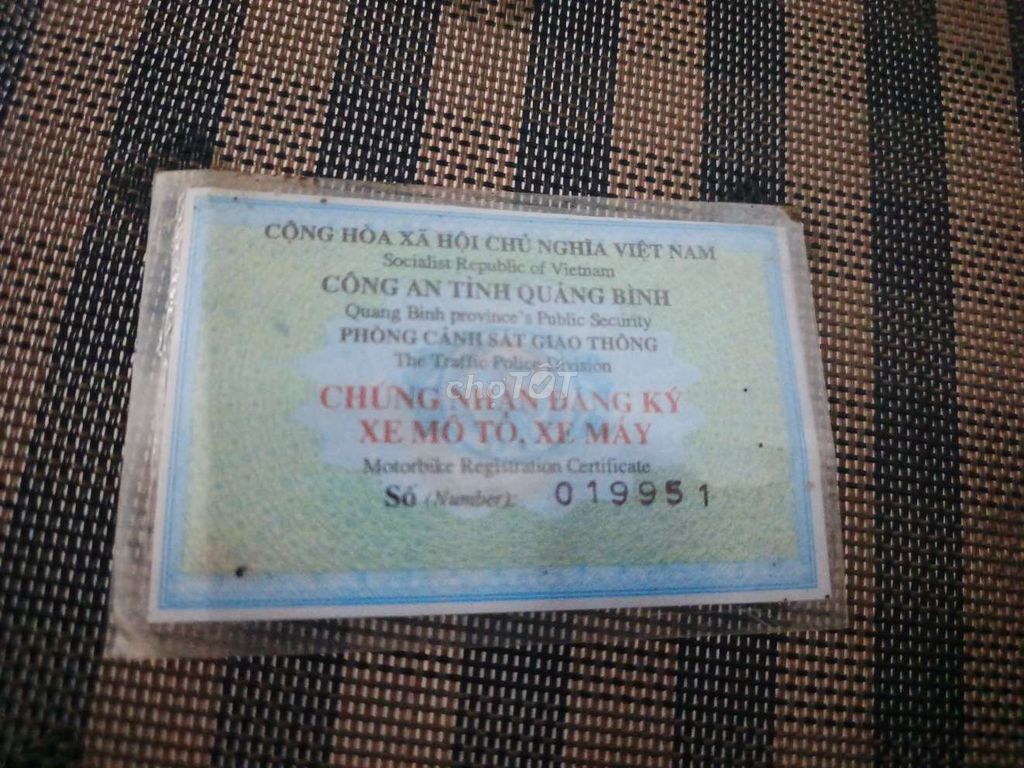 CỘNG HÒA XÃ HỘI CHỦ NGHĨA VIỆT NAM
Socialist Republic of Vietnam
CÔNG AN TỈNH QUẢNG BÌNH
Quang Binh province's Public Security
PHÒNG CẢNH SÁT GIAO THÔNG
The Traffic Police Division
choTỐT
CHỨNG NHẬN ĐĂNG KÝ
XE MÔ TÔ, XE MÁY
Motorbike Registration Certificate
Số (Number): 019951